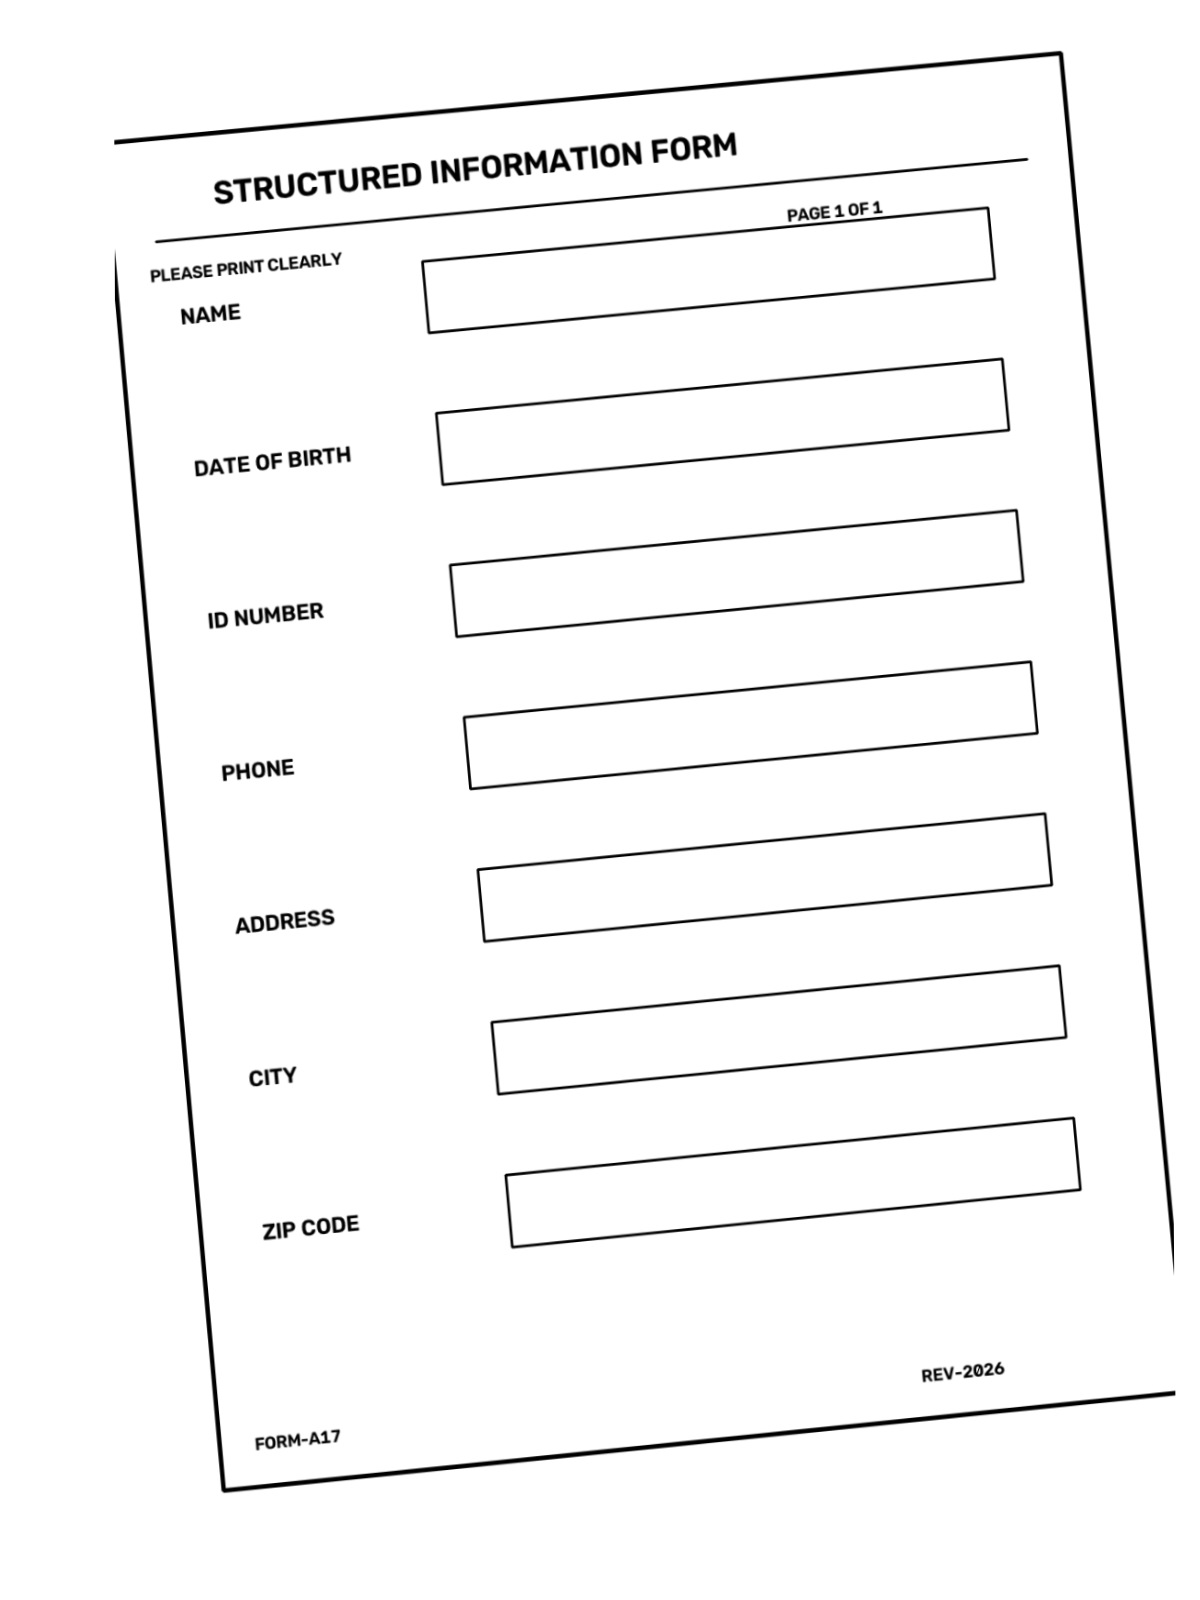 STRUCTURED INFORMATION FORM
PAGE 1 OF 1
PLEASE PRINT CLEARLY
NAME
DATE OF BIRTH
ID NUMBER
PHONE
ADDRESS
CITY
ZIP CODE
REV-2026
FORM-A17